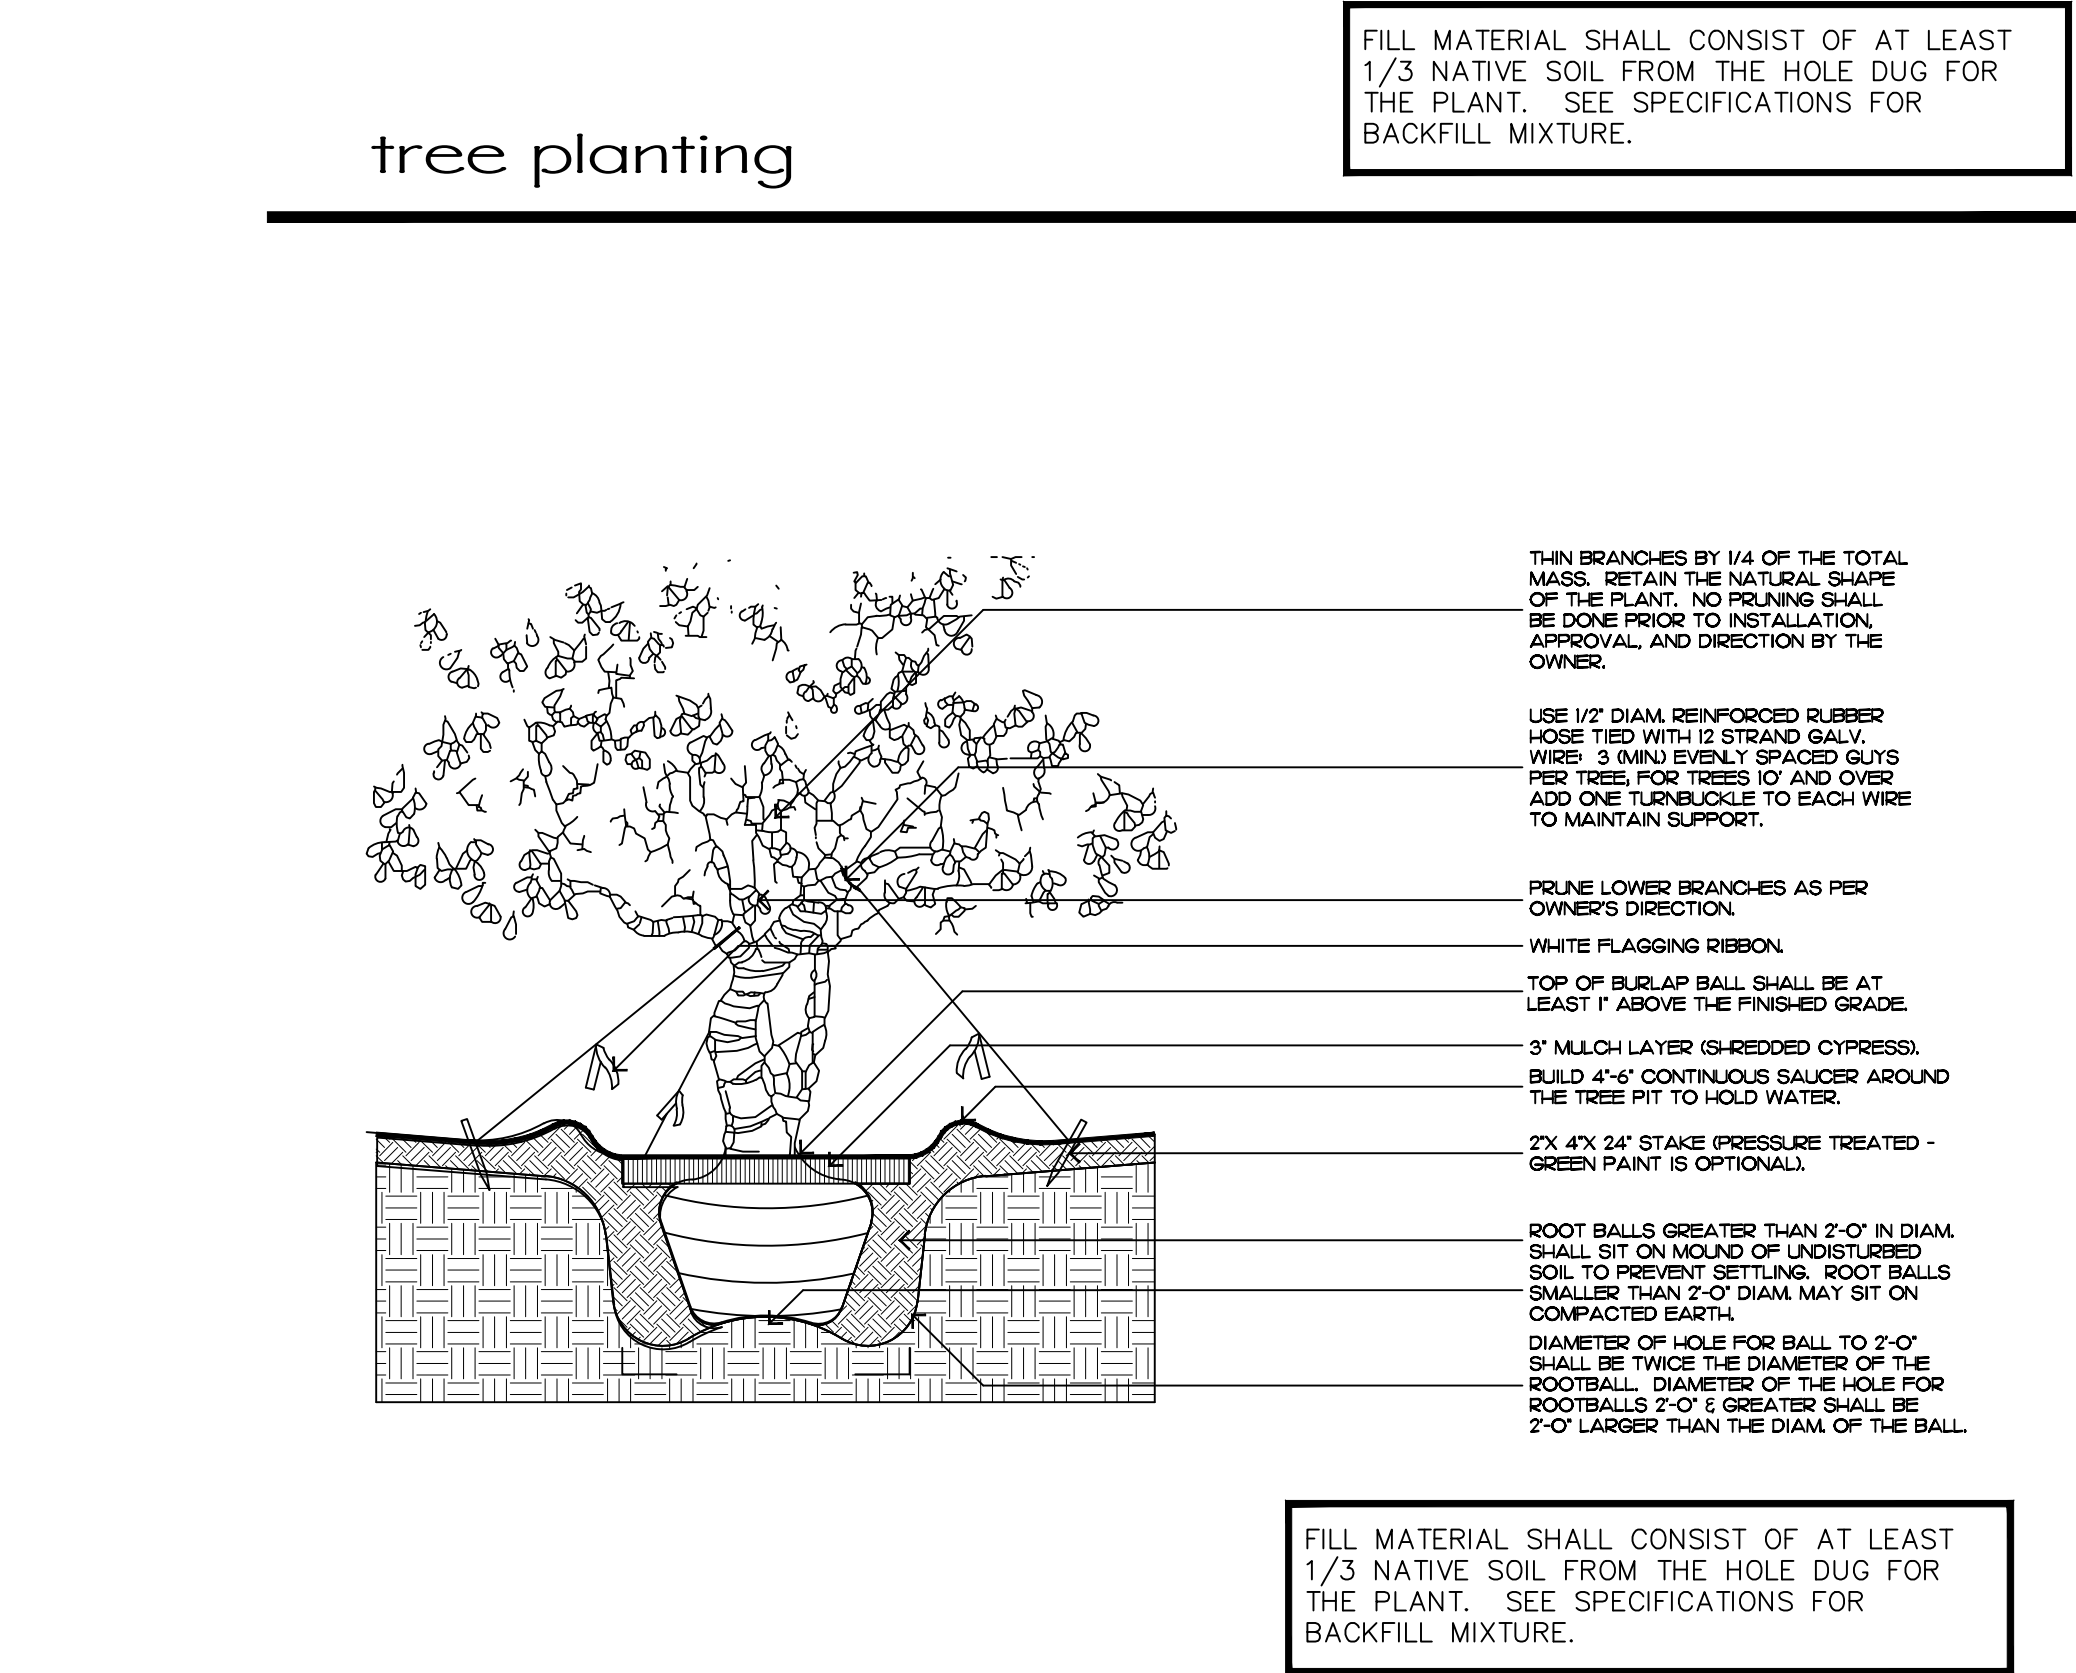 FILL MATERIAL SHALL CONSIST OF AT LEAST
1/3 NATIVE SOIL FROM THE HOLE DUG FOR
THE PLANT. SEE SPECIFICATIONS FOR
BACKFILL MIXTURE.
tree planting
THIN BRANCHES BY 1/4 OF THE TOTAL
MASS. RETAIN THE NATURAL SHAPE
OF THE PLANT. NO PRUNING SHALL
BE DONE PRIOR TO INSTALLATION,
APPROVAL, AND DIRECTION BY THE
OWNER.
USE 1/2" DIAM. REINFORCED RUBBER
HOSE TIED WITH 12 STRAND GALV.
WIRE: 3 (MIN.) EVENLY SPACED GUYS
PER TREE; FOR TREES 10' AND OVER
ADD ONE TURNBUCKLE TO EACH WIRE
TO MAINTAIN SUPPORT.
PRUNE LOWER BRANCHES AS PER
OWNER'S DIRECTION.
WHITE FLAGGING RIBBON.
TOP OF BURLAP BALL SHALL BE AT
LEAST 1" ABOVE THE FINISHED GRADE.
3" MULCH LAYER (SHREDDED CYPRESS).
BUILD 4"-6" CONTINUOUS SAUCER AROUND
THE TREE PIT TO HOLD WATER.
2"X 4"X 24" STAKE (PRESSURE TREATED -
GREEN PAINT IS OPTIONAL).
ROOT BALLS GREATER THAN 2'-0" IN DIAM.
SHALL SIT ON MOUND OF UNDISTURBED
SOIL TO PREVENT SETTLING. ROOT BALLS
SMALLER THAN 2'-0" DIAM. MAY SIT ON
COMPACTED EARTH.
DIAMETER OF HOLE FOR BALL TO 2'-0"
SHALL BE TWICE THE DIAMETER OF THE
ROOTBALL. DIAMETER OF THE HOLE FOR
ROOTBALLS 2'-0" & GREATER SHALL BE
2'-0" LARGER THAN THE DIAM. OF THE BALL.
FILL MATERIAL SHALL CONSIST OF AT LEAST
1/3 NATIVE SOIL FROM THE HOLE DUG FOR
THE PLANT. SEE SPECIFICATIONS FOR
BACKFILL MIXTURE.